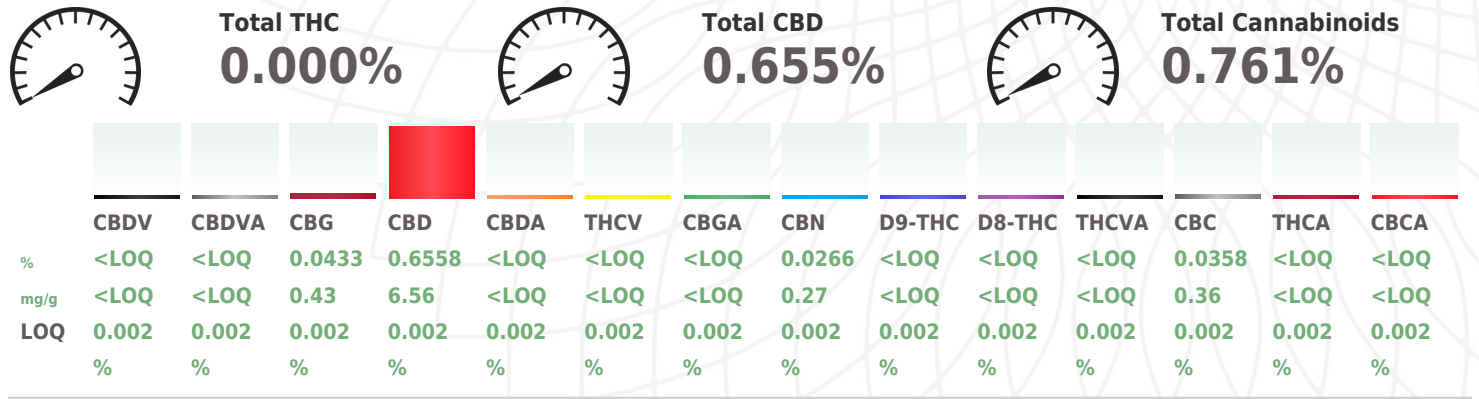 Total THC Total CBD Total Cannabinoids
0.000% 0.655% 0.761%
CBDV CBDVA CBG CBD CBDA THCV CBGA CBN D9-THC D8-THC THCVA CBC THCA CBCA
% <LOQ <LOQ 0.0433 0.6558 <LOQ <LOQ <LOQ 0.0266 <LOQ <LOQ <LOQ 0.0358 <LOQ <LOQ
mg/g <LOQ <LOQ 0.43 6.56 <LOQ <LOQ <LOQ 0.27 <LOQ <LOQ <LOQ 0.36 <LOQ <LOQ
LOQ 0.002 0.002 0.002 0.002 0.002 0.002 0.002 0.002 0.002 0.002 0.002 0.002 0.002 0.002
% % % % % % % % % % % % % %